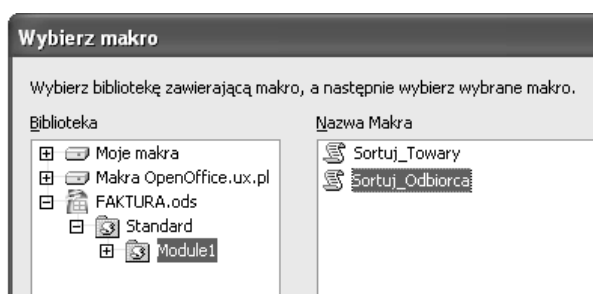 Wybierz makro
Wybierz bibliotekę zawierającą makro, a następnie wybierz wybrane makro.
Biblioteka
Nazwa Makra
Moje makra
Makra OpenOffice.ux.pl
FAKTURA.ods
Standard
Module1
Sortuj_Towary
Sortuj_Odbiorca